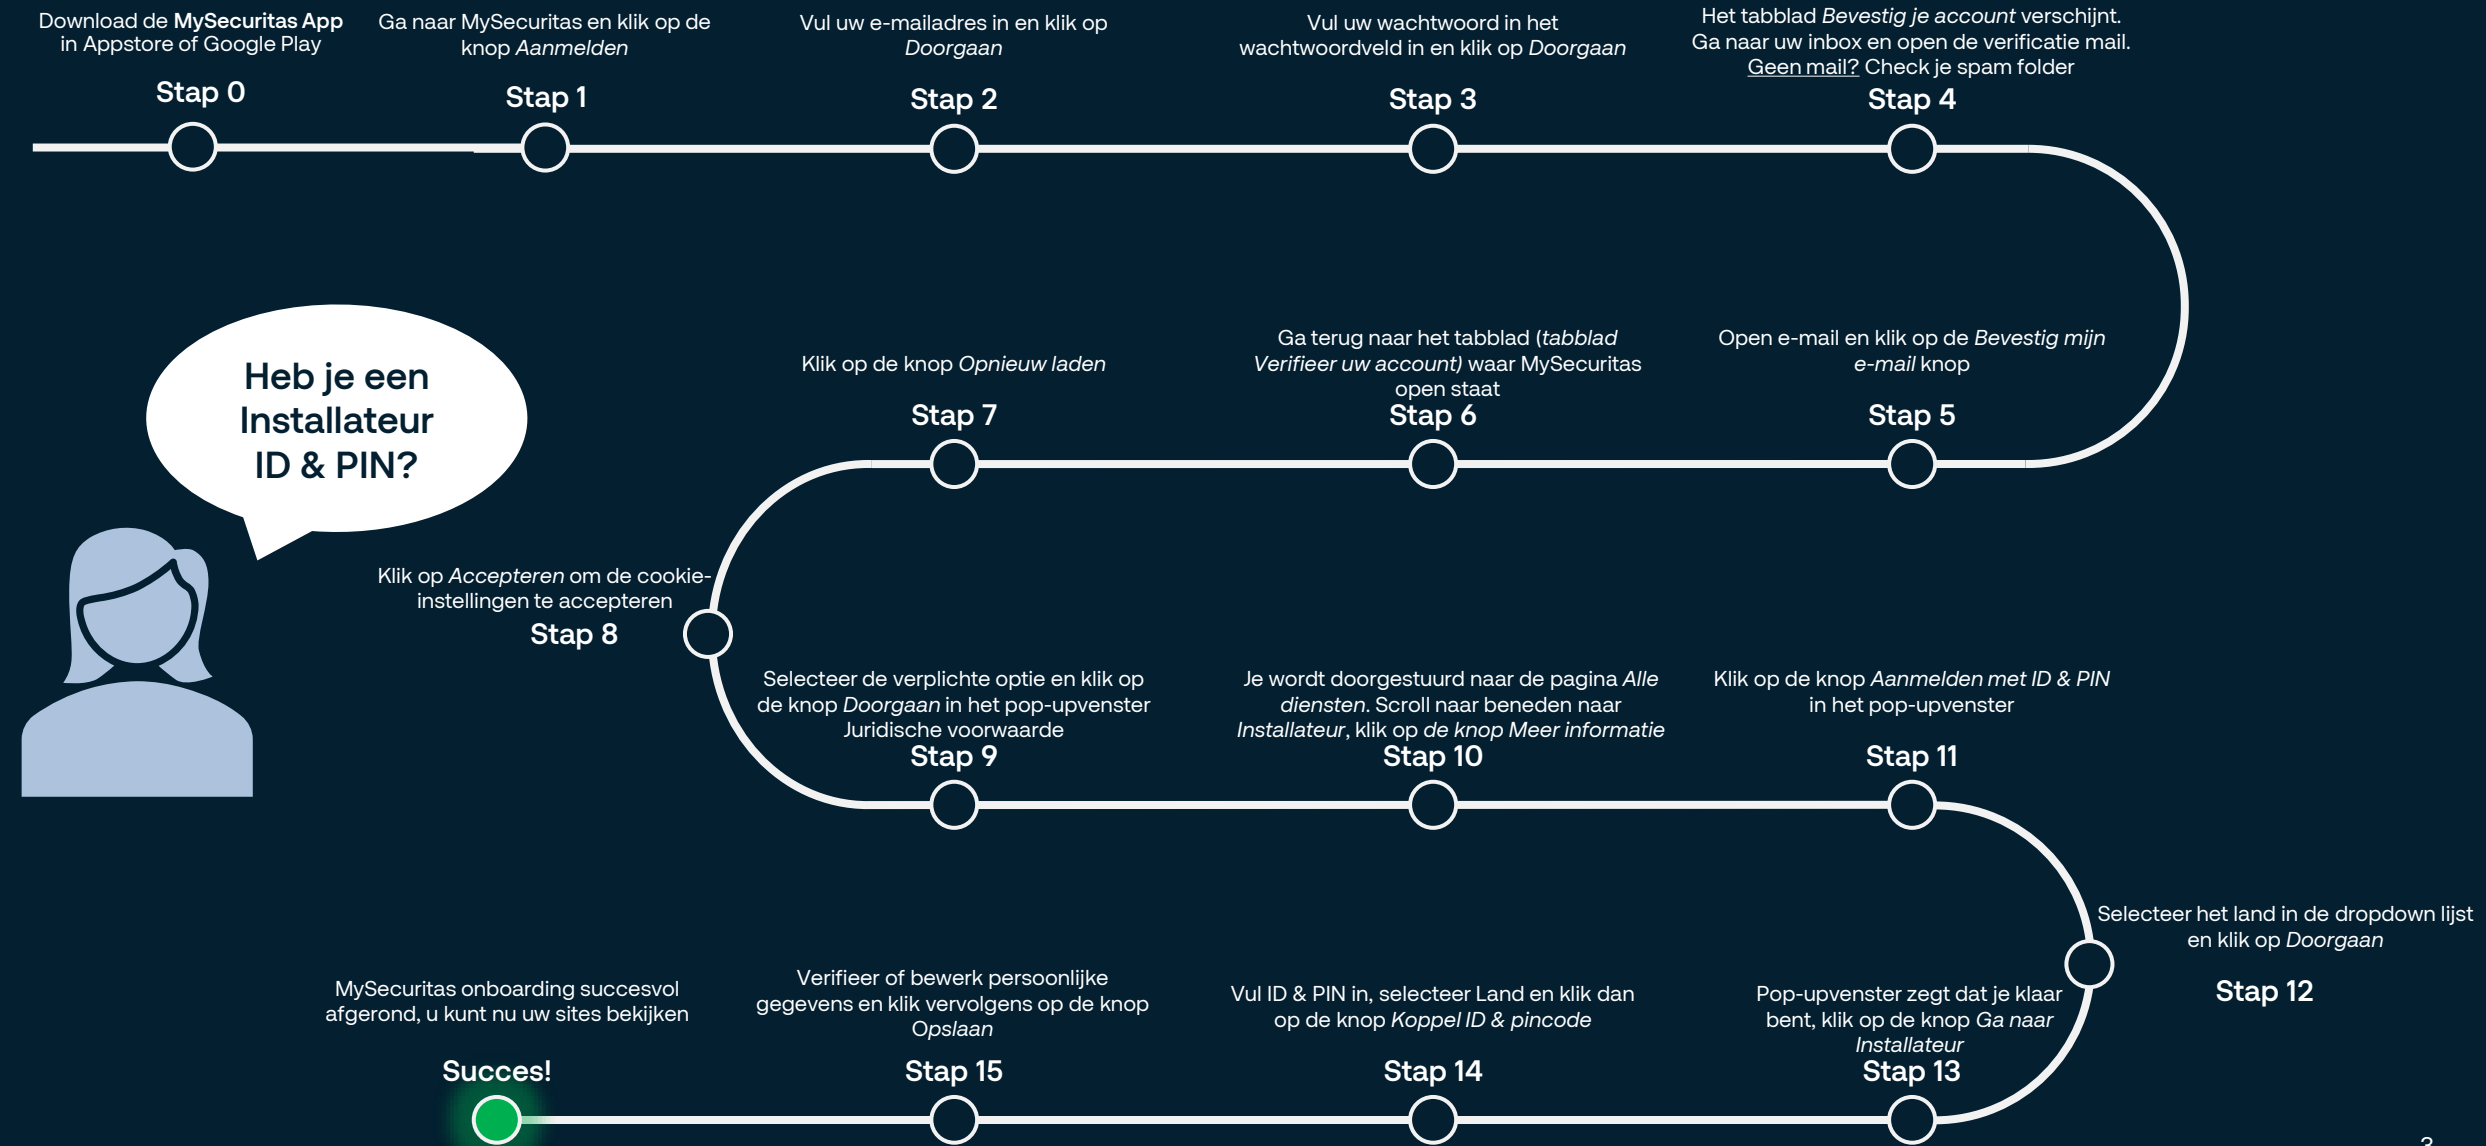 Download de MySecuritas App
in Appstore of Google Play
Stap 0
Ga naar MySecuritas en klik op de
knop Aanmelden
Stap 1
Vul uw e-mailadres in en klik op
Doorgaan
Stap 2
Vul uw wachtwoord in het
wachtwoordveld in en klik op Doorgaan
Stap 3
Het tabblad Bevestig je account verschijnt.
Ga naar uw inbox en open de verificatie mail.
Geen mail? Check je spam folder
Stap 4
Open e-mail en klik op de Bevestig mijn
e-mail knop
Stap 5
Ga terug naar het tabblad (tabblad
Verifieer uw account) waar MySecuritas
open staat
Stap 6
Klik op de knop Opnieuw laden
Stap 7
Heb je een
Installateur
ID & PIN?
Klik op Accepteren om de cookie-
instellingen te accepteren
Stap 8
Selecteer de verplichte optie en klik op
de knop Doorgaan in het pop-upvenster
Juridische voorwaarde
Stap 9
Je wordt doorgestuurd naar de pagina Alle
diensten. Scroll naar beneden naar
Installateur, klik op de knop Meer informatie
Stap 10
Klik op de knop Aanmelden met ID & PIN
in het pop-upvenster
Stap 11
Selecteer het land in de dropdown lijst
en klik op Doorgaan
Stap 12
Pop-upvenster zegt dat je klaar
bent, klik op de knop Ga naar
Installateur
Stap 13
Vul ID & PIN in, selecteer Land en klik dan
op de knop Koppel ID & pincode
Stap 14
Verifieer of bewerk persoonlijke
gegevens en klik vervolgens op de knop
Opslaan
Stap 15
MySecuritas onboarding succesvol
afgerond, u kunt nu uw sites bekijken
Succes!
3